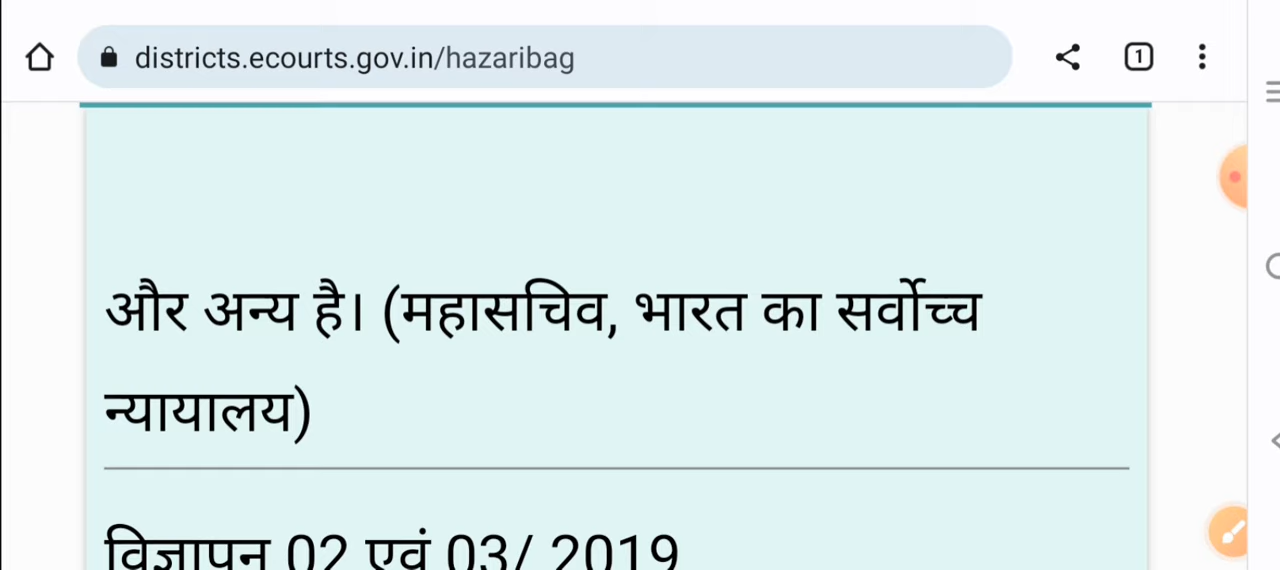 districts.ecourts.gov.in/hazaribag
1
और अन्य है। (महासचिव, भारत का सर्वोच्च
न्यायालय)
विज्ञापन 02 एवं 03/ 2019